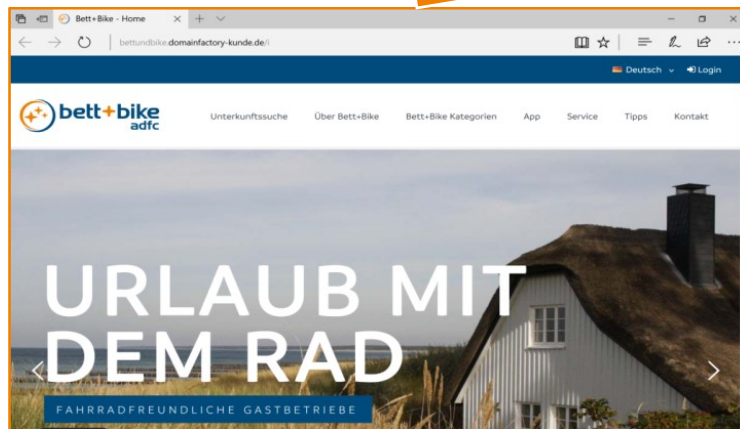 Bett+Bike - Home
bettundbike.domainfactory-kunde.de/i
Deutsch Login
bett+bike
adfc
Unterkunftssuche Über Bett+Bike Bett+Bike Kategorien App Service Tipps Kontakt
URLAUB MIT
DEM RAD
FAHRRADFREUNDLICHE GASTBETRIEBE